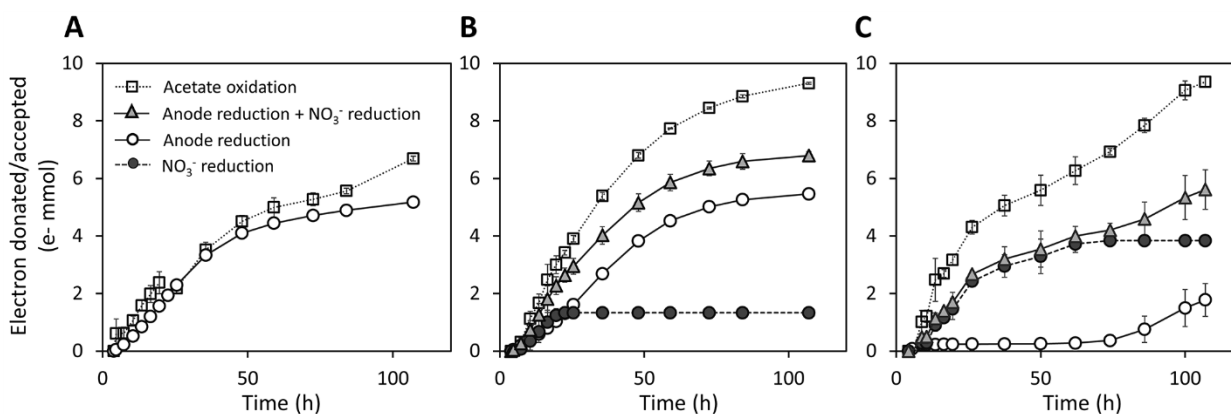 A B C
Electron donated/accepted
(e- mmol)
10
8
6
4
2
0
Acetate oxidation
Anode reduction + NO₃⁻ reduction
Anode reduction
NO₃⁻ reduction
0 50 100
Time (h)
10
8
6
4
2
0
0 50 100
Time (h)
10
8
6
4
2
0
0 50 100
Time (h)